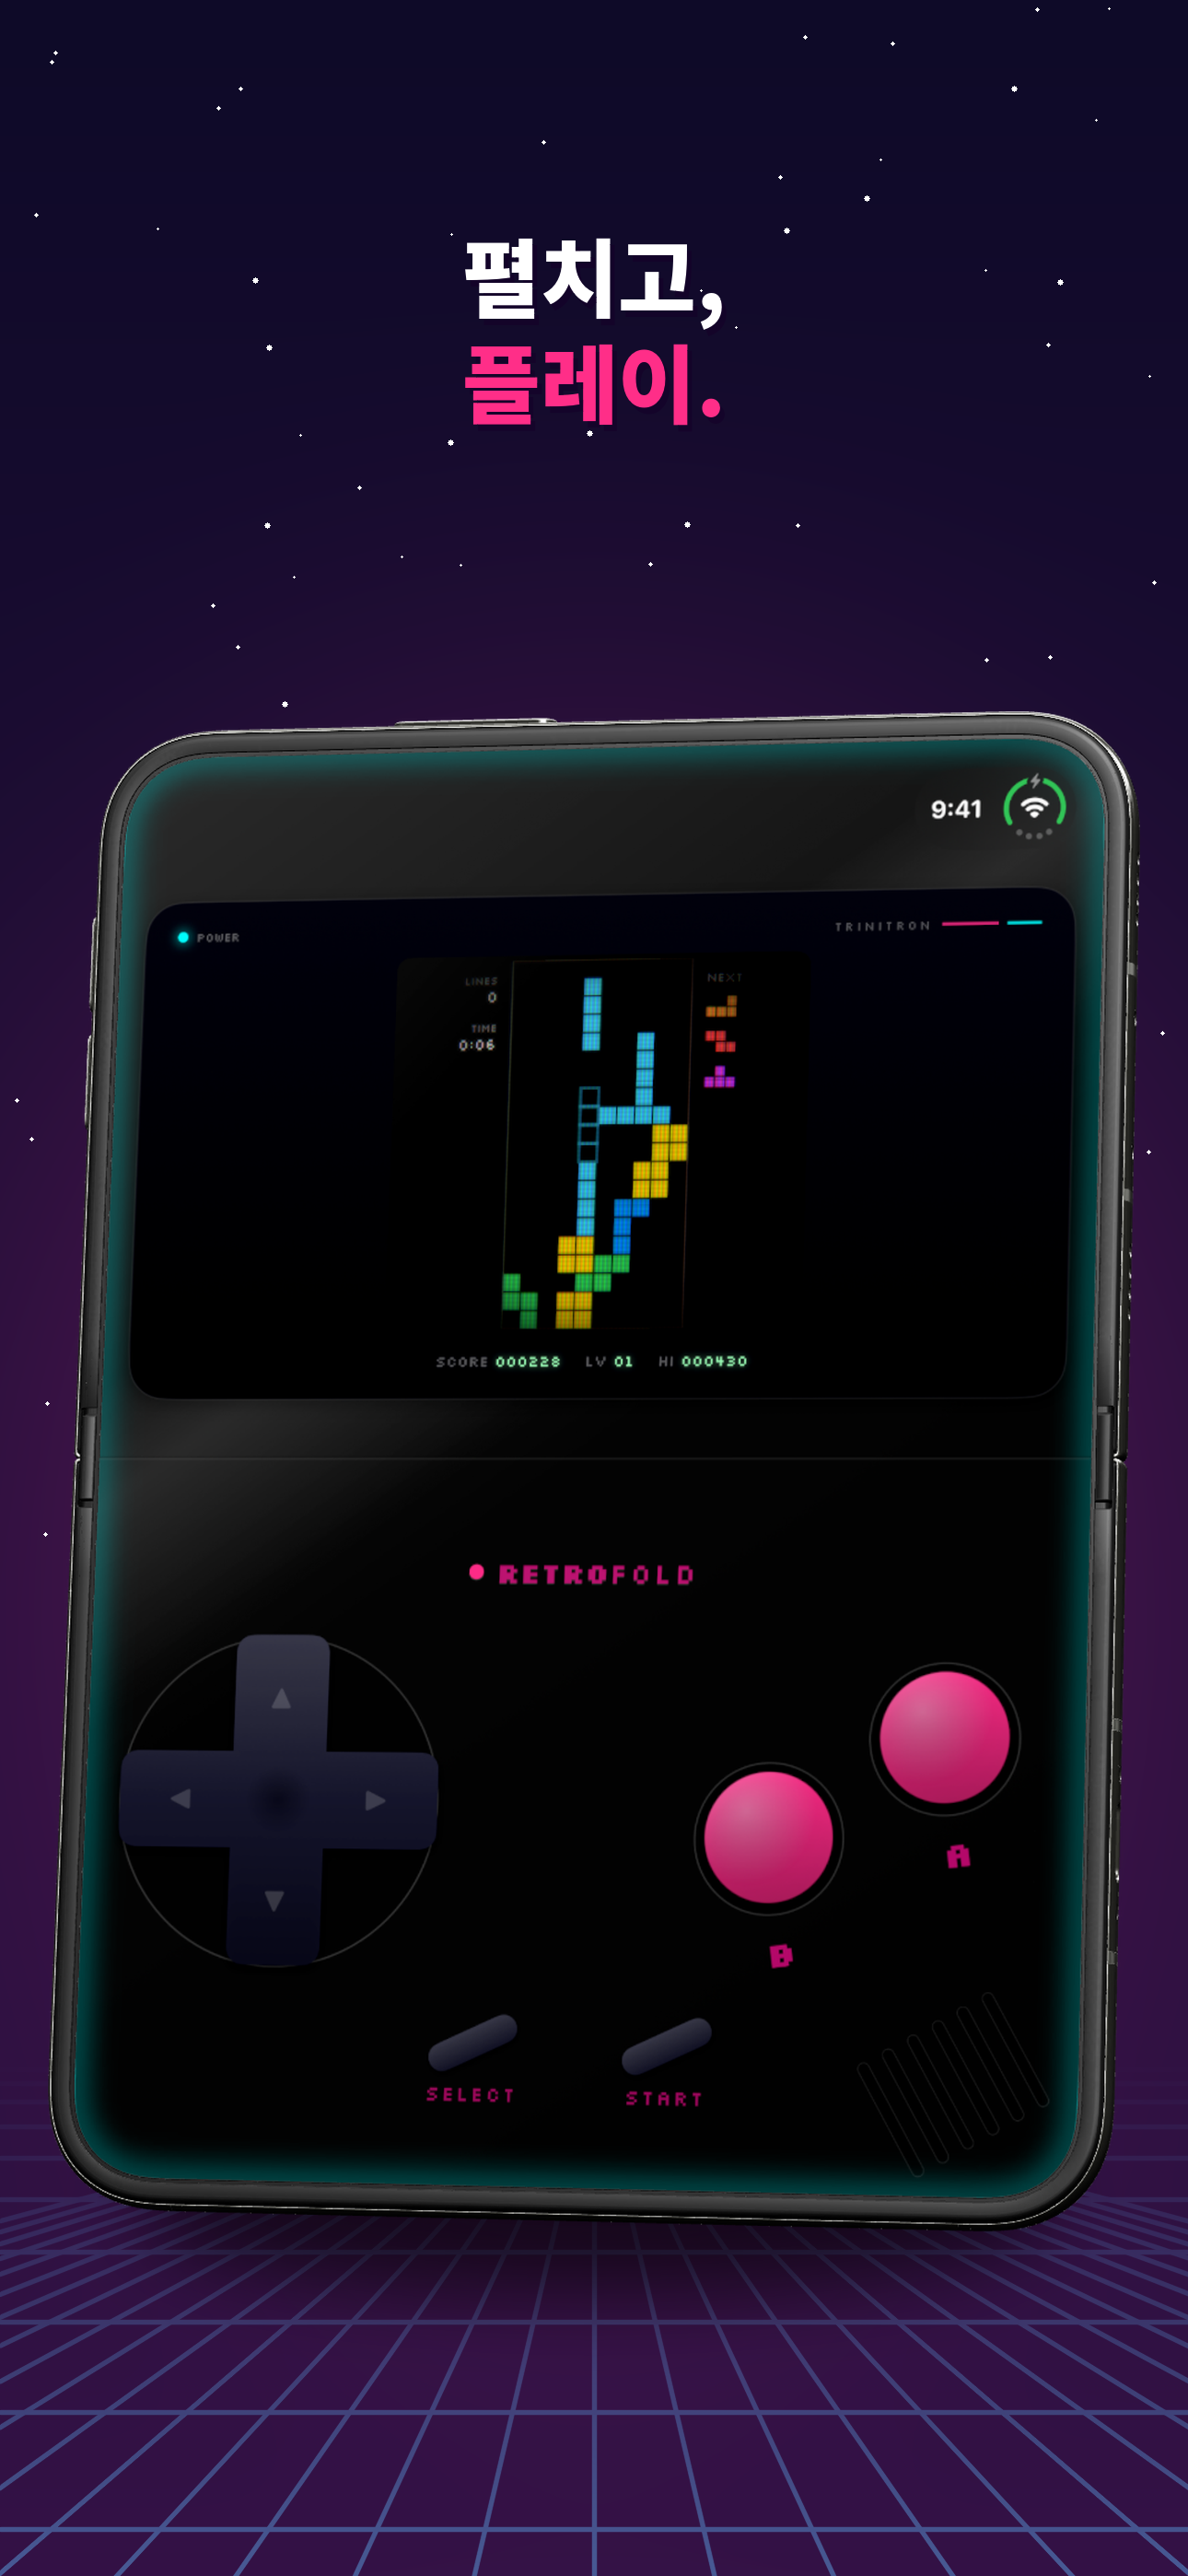 펼치고,
플레이.
9:41
POWER
TRINITRON
LINES
0
TIME
0:06
NEXT
SCORE 000228 LV 01 HI 000430
RETROFOLD
A
B
SELECT
START